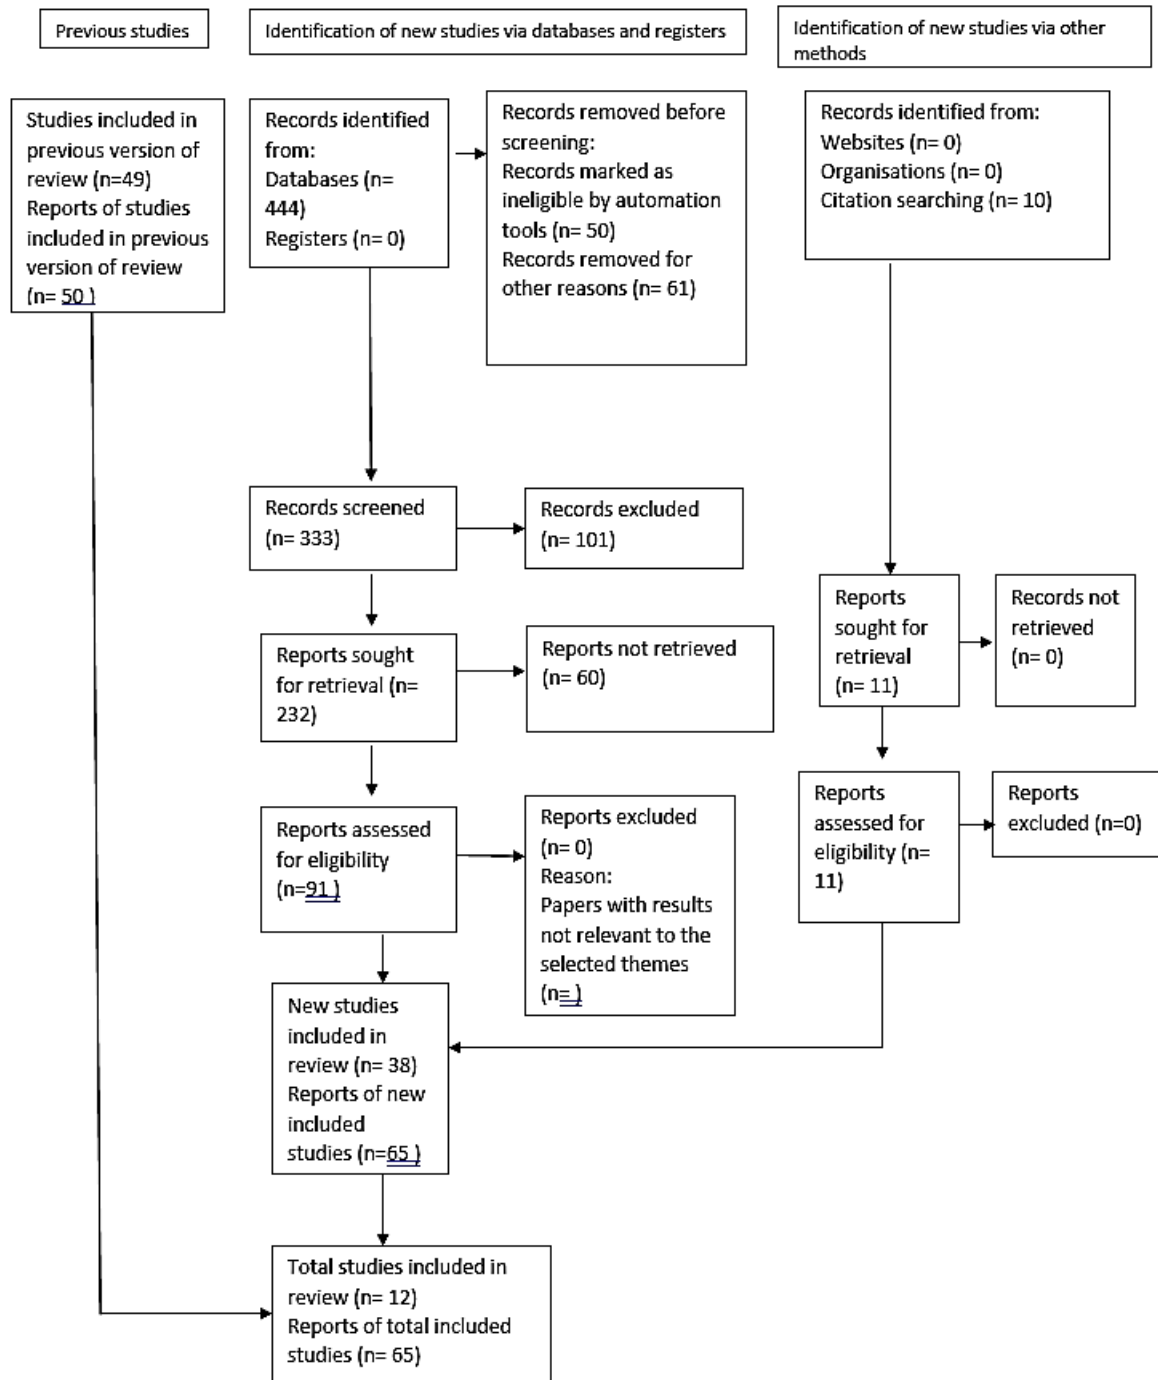 Previous studies
Identification of new studies via databases and registers
Identification of new studies via other
methods
Studies included in
previous version of
review (n=49)
Reports of studies
included in previous
version of review
(n= 50 )
Records identified
from:
Databases (n=
444)
Registers (n= 0)
Records removed before
screening:
Records marked as
ineligible by automation
tools (n= 50)
Records removed for
other reasons (n= 61)
Records identified from:
Websites (n= 0)
Organisations (n= 0)
Citation searching (n= 10)
Records screened
(n= 333)
Records excluded
(n= 101)
Reports sought
for retrieval (n=
232)
Reports not retrieved
(n= 60)
Reports
sought for
retrieval
(n= 11)
Records not
retrieved
(n= 0)
Reports assessed
for eligibility
(n=91 )
Reports excluded
(n= 0)
Reason:
Papers with results
not relevant to the
selected themes
(n= )
Reports
assessed for
eligibility (n=
11)
Reports
excluded (n=0)
New studies
included in
review (n= 38)
Reports of new
included
studies (n=65 )
Total studies included in
review (n= 12)
Reports of total included
studies (n= 65)